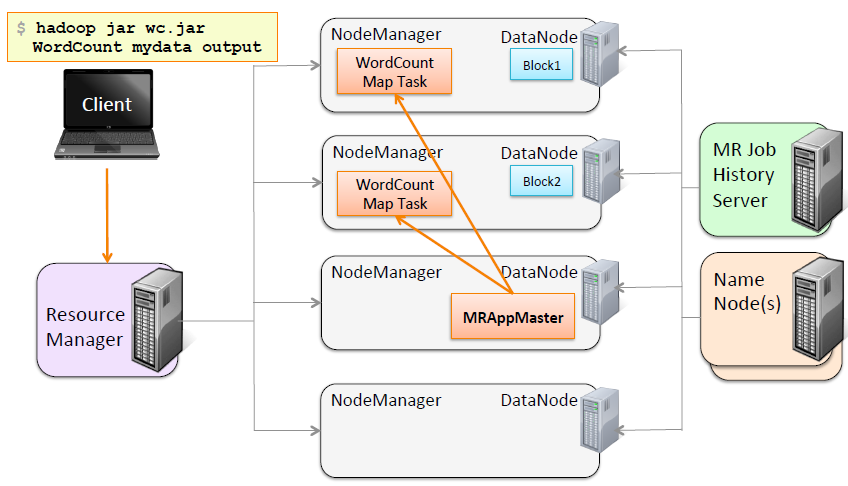 $ hadoop jar wc.jar
WordCount mydata output
Client
Resource
Manager
NodeManager
DataNode
WordCount
Map Task
Block1
NodeManager
DataNode
WordCount
Map Task
Block2
NodeManager
DataNode
MRAppMaster
NodeManager
DataNode
MR Job
History
Server
Name
Node(s)